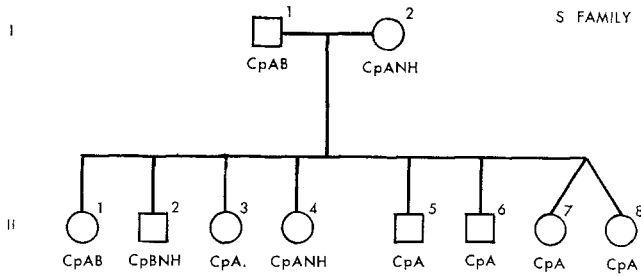 I 1 2 S FAMILY
CpAB CpANH
II 1 2 3 4 5 6 7 8
CpAB CpBNH CpA. CpANH CpA CpA CpA CpA